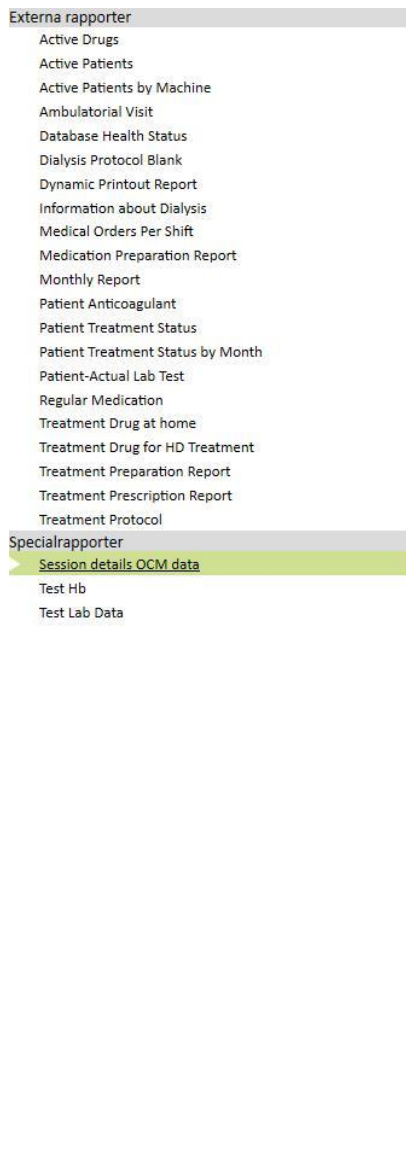 Externa rapporter
Active Drugs
Active Patients
Active Patients by Machine
Ambulatorial Visit
Database Health Status
Dialysis Protocol Blank
Dynamic Printout Report
Information about Dialysis
Medical Orders Per Shift
Medication Preparation Report
Monthly Report
Patient Anticoagulant
Patient Treatment Status
Patient Treatment Status by Month
Patient-Actual Lab Test
Regular Medication
Treatment Drug at home
Treatment Drug for HD Treatment
Treatment Preparation Report
Treatment Prescription Report
Treatment Protocol
Specialrapporter
Session details OCM data
Test Hb
Test Lab Data